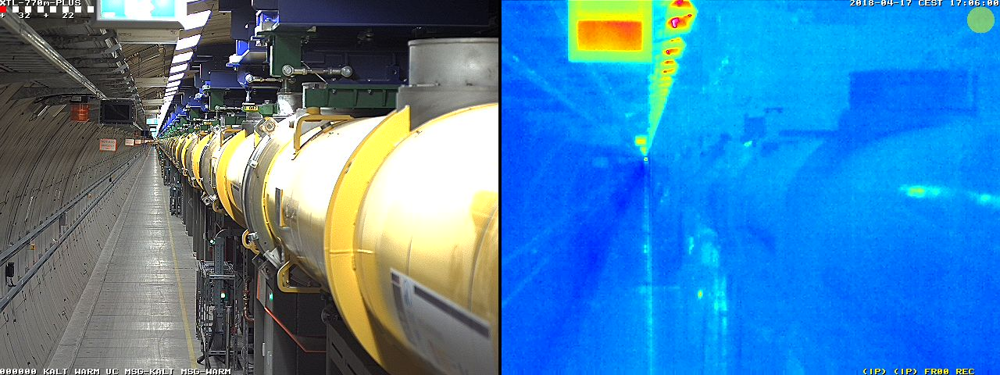 XTL-770m-PLUS
+ 32 + 22
2018-04-17 CEST 17:06:00
000000 KALT WARM UC MSG-KALT MSG-WARM
(IP) (IP) FR00 REC